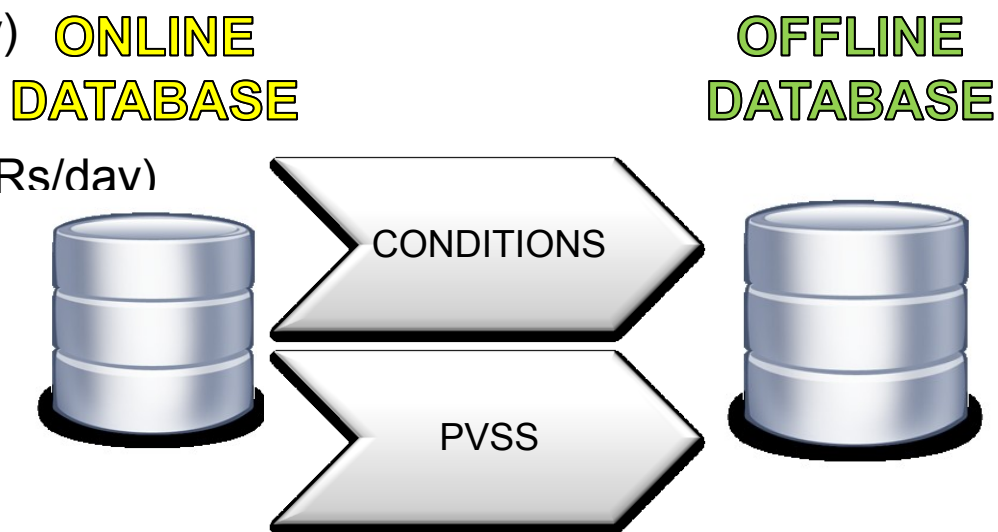 ONLINE
DATABASE
OFFLINE
DATABASE
Rs/day)
CONDITIONS
PVSS